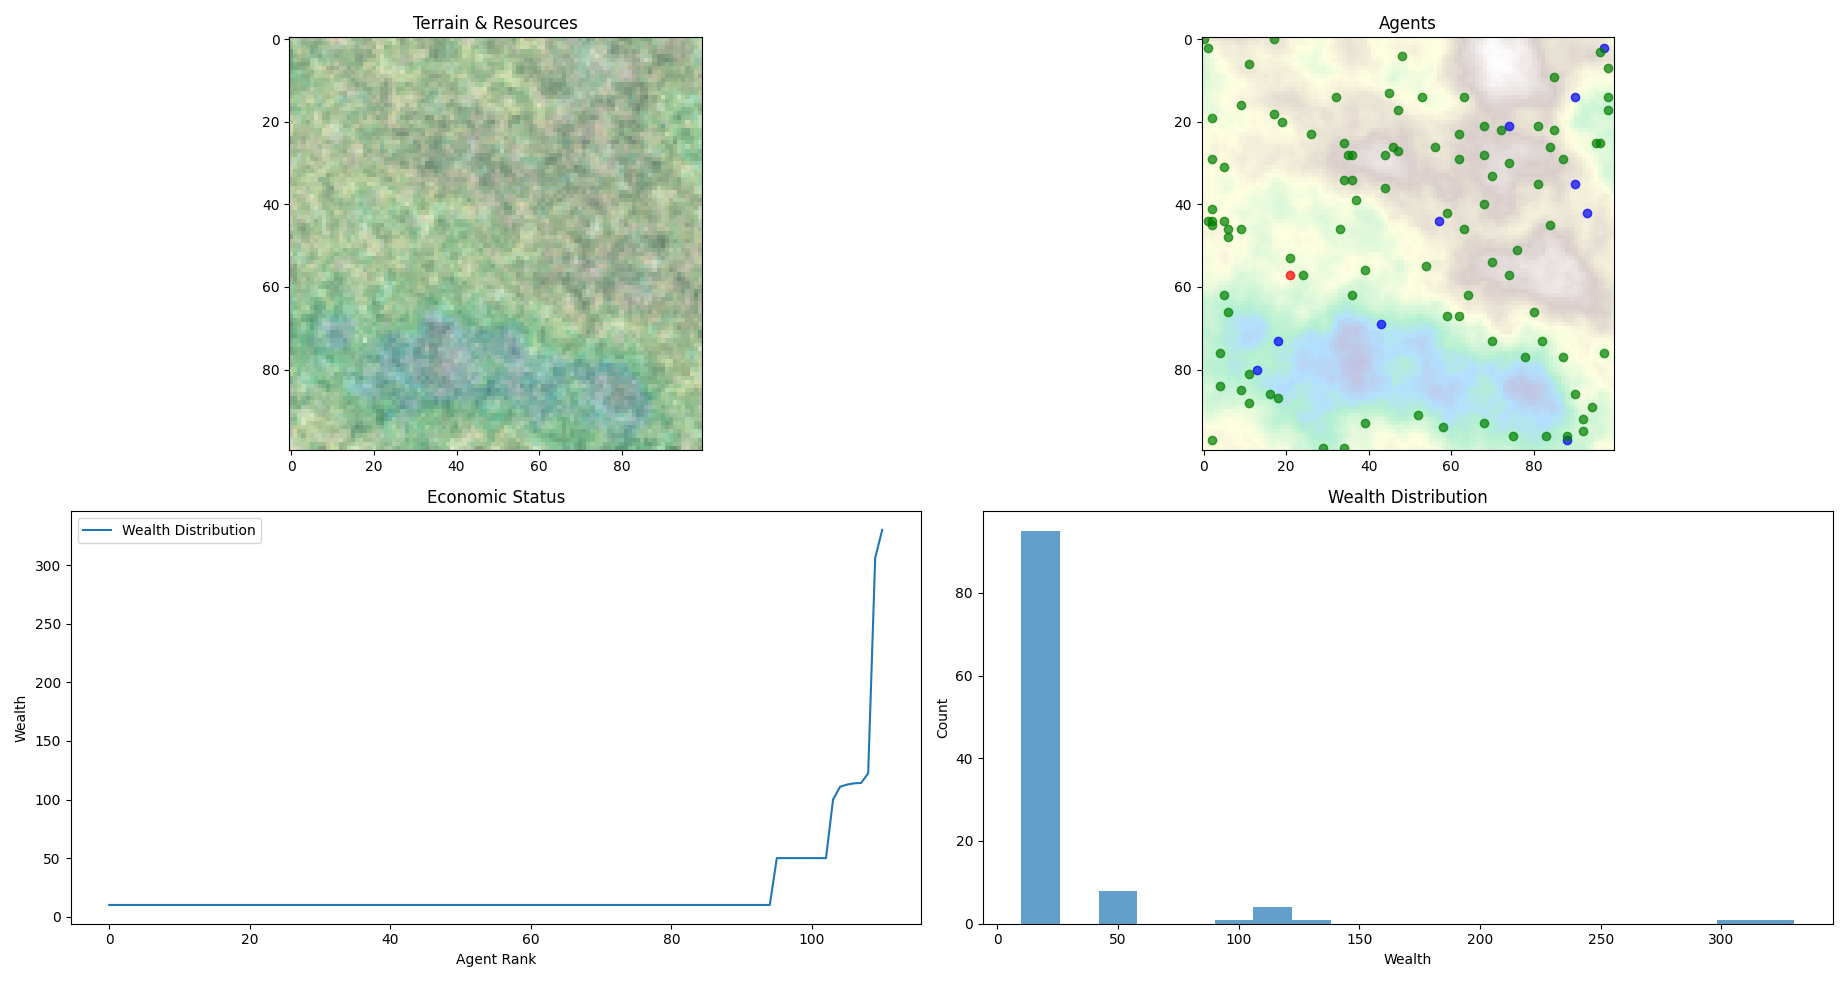 Terrain & Resources
0
20
40
60
80
0 20 40 60 80
Agents
0
20
40
60
80
0 20 40 60 80
Economic Status
Wealth Distribution
300
250
200
150
100
50
0
Wealth
0 20 40 60 80 100
Agent Rank
Wealth Distribution
80
60
40
20
0
Count
0 50 100 150 200 250 300
Wealth